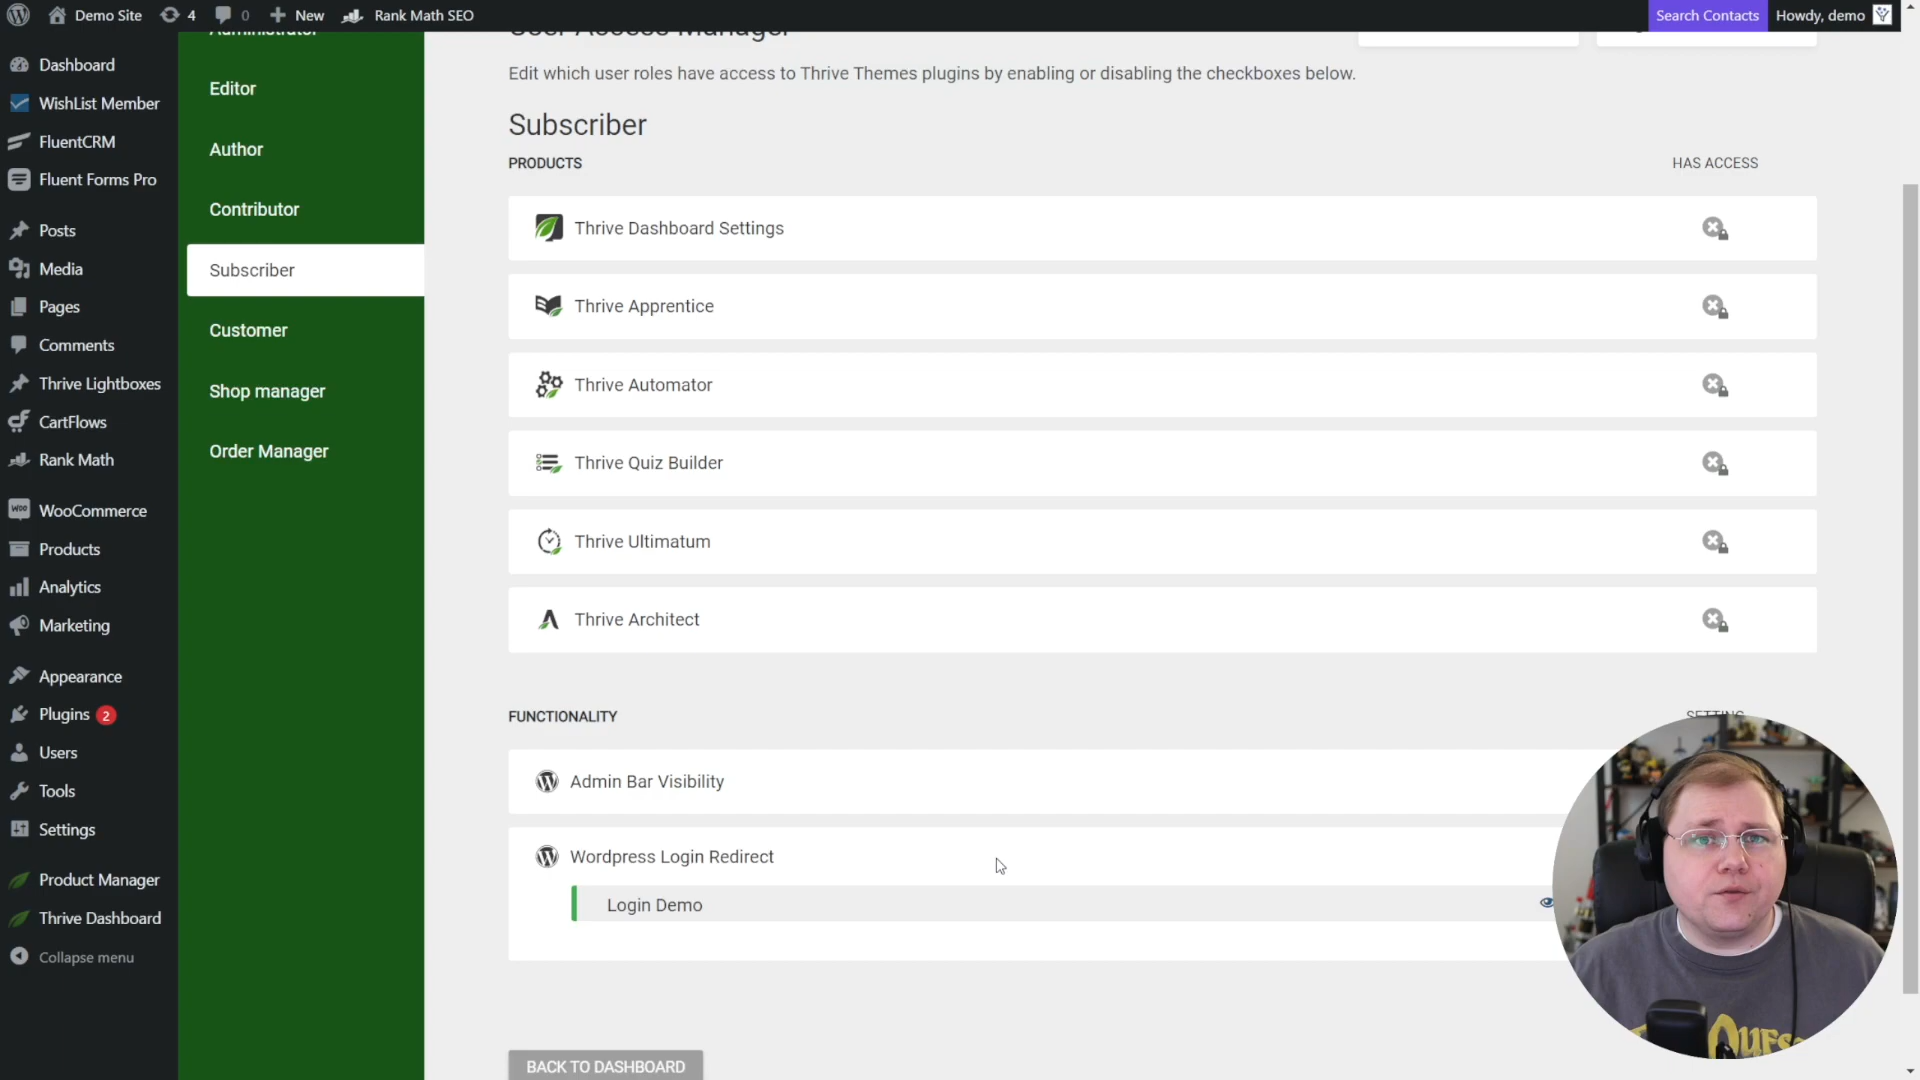 Demo Site
4
0
New
Rank Math SEO
Search Contacts
Howdy, demo
Dashboard
WishList Member
FluentCRM
Fluent Forms Pro
Posts
Media
Pages
Comments
Thrive Lightboxes
CartFlows
Rank Math
WooCommerce
Products
Analytics
Marketing
Appearance
Plugins 2
Users
Tools
Settings
Product Manager
Thrive Dashboard
Collapse menu
Administrator
Editor
Author
Contributor
Subscriber
Customer
Shop manager
Order Manager
User Access Manager
Edit which user roles have access to Thrive Themes plugins by enabling or disabling the checkboxes below.
Subscriber
PRODUCTS
HAS ACCESS
Thrive Dashboard Settings
Thrive Apprentice
Thrive Automator
Thrive Quiz Builder
Thrive Ultimatum
Thrive Architect
FUNCTIONALITY
SETTING
Admin Bar Visibility
Wordpress Login Redirect
Login Demo
BACK TO DASHBOARD